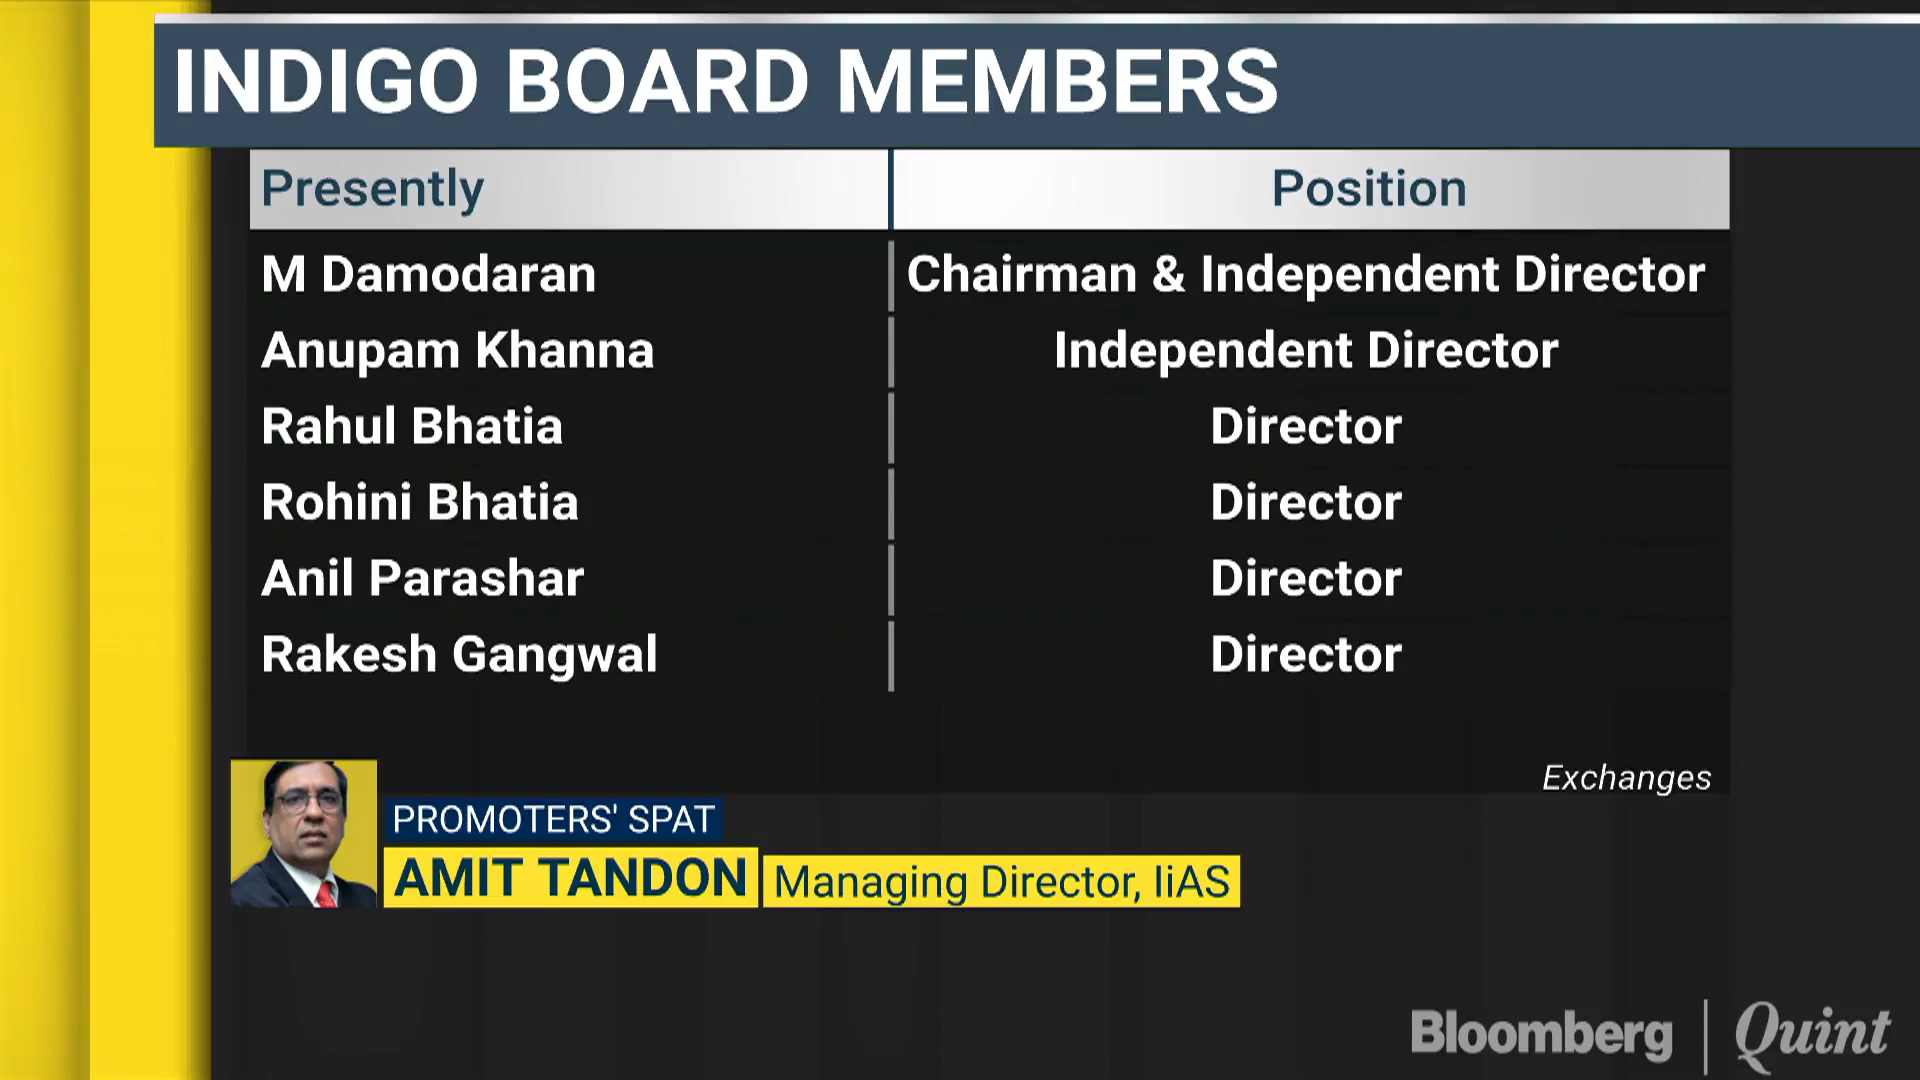 INDIGO BOARD MEMBERS
Presently Position
M Damodaran Chairman & Independent Director
Anupam Khanna Independent Director
Rahul Bhatia Director
Rohini Bhatia Director
Anil Parashar Director
Rakesh Gangwal Director
Exchanges
PROMOTERS' SPAT
AMIT TANDON Managing Director, IiAS
Bloomberg | Quint